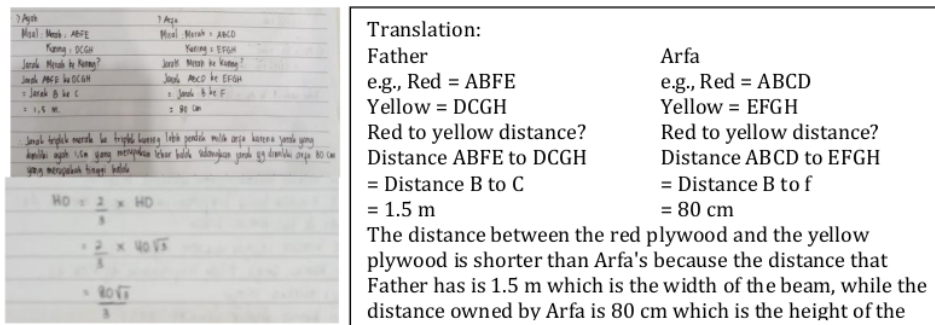 ? Ayah ? Arfa
Misal : Merah : ABFE Misal : Merah = ABCD
Kuning = DCGH Kuning = EFGH
Jarak Merah ke Kuning? Jarak Merah ke Kuning?
Jarak ABFE ke DCGH Jarak ABCD ke EFGH
= Jarak B ke C = Jarak B ke F
= 1,5 m = 80 cm
Jarak triplek merah ke triplek kuning lebih pendek milik arfa karena jarak yang
dimiliki ayah 1,5m yang merupakan lebar balok sedangkan jarak yg dimiliki arfa 80 cm
yang merupakan tinggi balok
HO = 2/3 × HD
= 2/3 × 40√3
= 80√3/3
Translation:
Father Arfa
e.g., Red = ABFE e.g., Red = ABCD
Yellow = DCGH Yellow = EFGH
Red to yellow distance? Red to yellow distance?
Distance ABFE to DCGH Distance ABCD to EFGH
= Distance B to C = Distance B to f
= 1.5 m = 80 cm
The distance between the red plywood and the yellow
plywood is shorter than Arfa's because the distance that
Father has is 1.5 m which is the width of the beam, while the
distance owned by Arfa is 80 cm which is the height of the